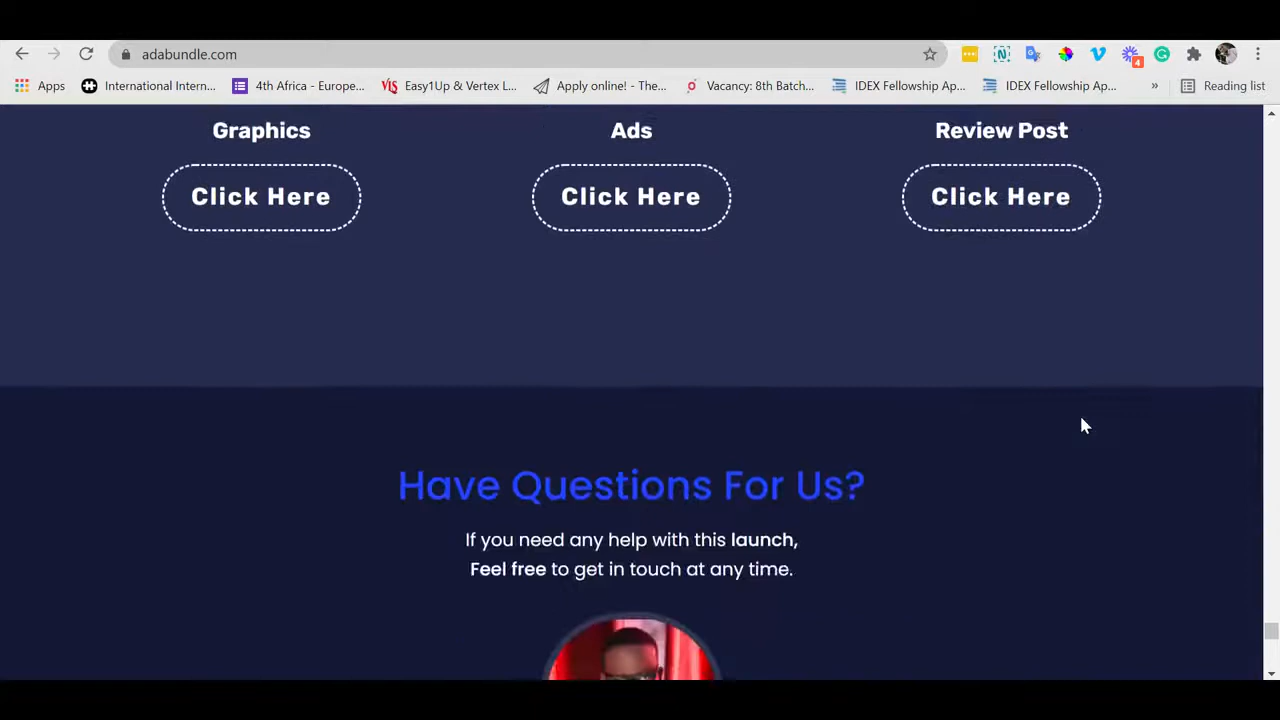 adabundle.com
4
Apps
International Intern...
4th Africa - Europe...
VIS Easy1Up & Vertex L...
Apply online! - The...
Vacancy: 8th Batch...
IDEX Fellowship Ap...
IDEX Fellowship Ap...
»
Reading list
Graphics
Ads
Review Post
Click Here
Click Here
Click Here
Have Questions For Us?
If you need any help with this launch,
Feel free to get in touch at any time.